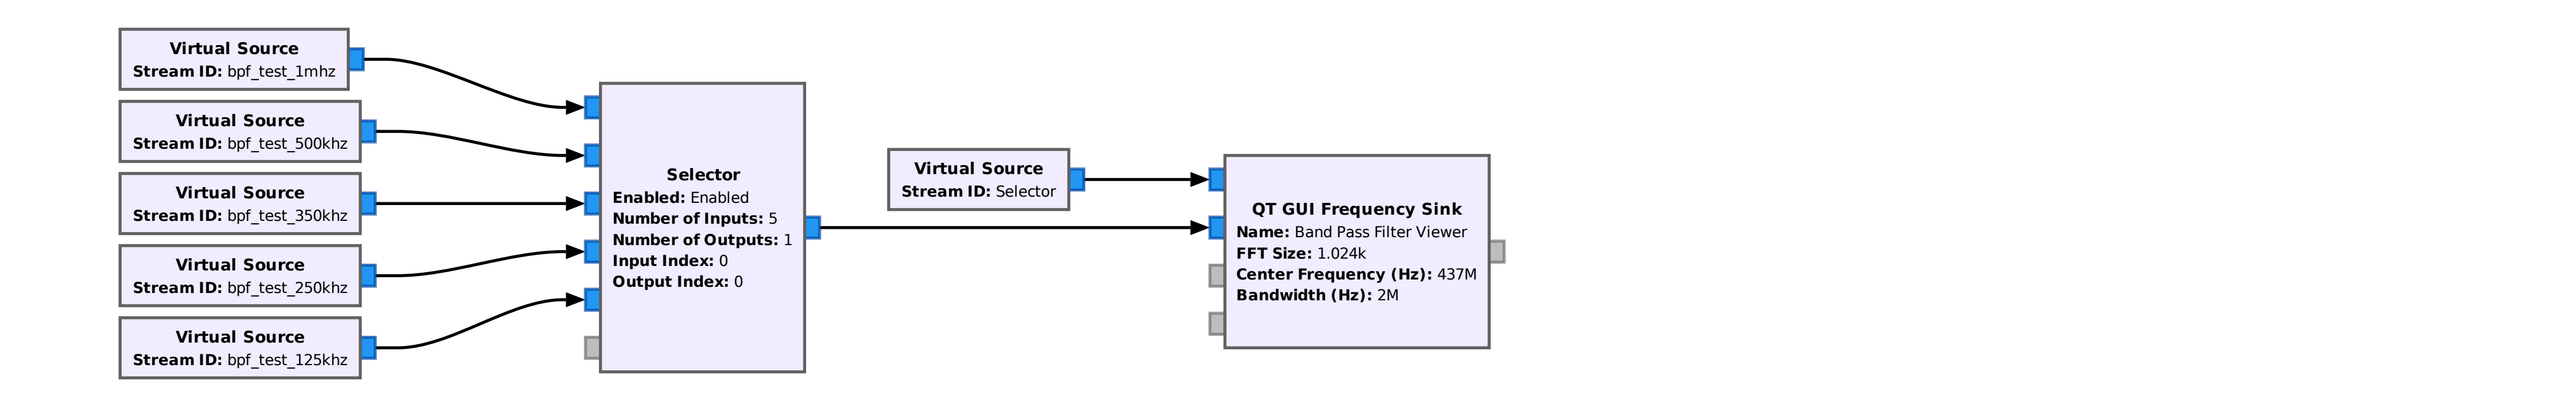 Virtual Source
Stream ID: bpf_test_1mhz
Virtual Source
Stream ID: bpf_test_500khz
Virtual Source
Stream ID: bpf_test_350khz
Virtual Source
Stream ID: bpf_test_250khz
Virtual Source
Stream ID: bpf_test_125khz
Selector
Enabled: Enabled
Number of Inputs: 5
Number of Outputs: 1
Input Index: 0
Output Index: 0
Virtual Source
Stream ID: Selector
QT GUI Frequency Sink
Name: Band Pass Filter Viewer
FFT Size: 1.024k
Center Frequency (Hz): 437M
Bandwidth (Hz): 2M